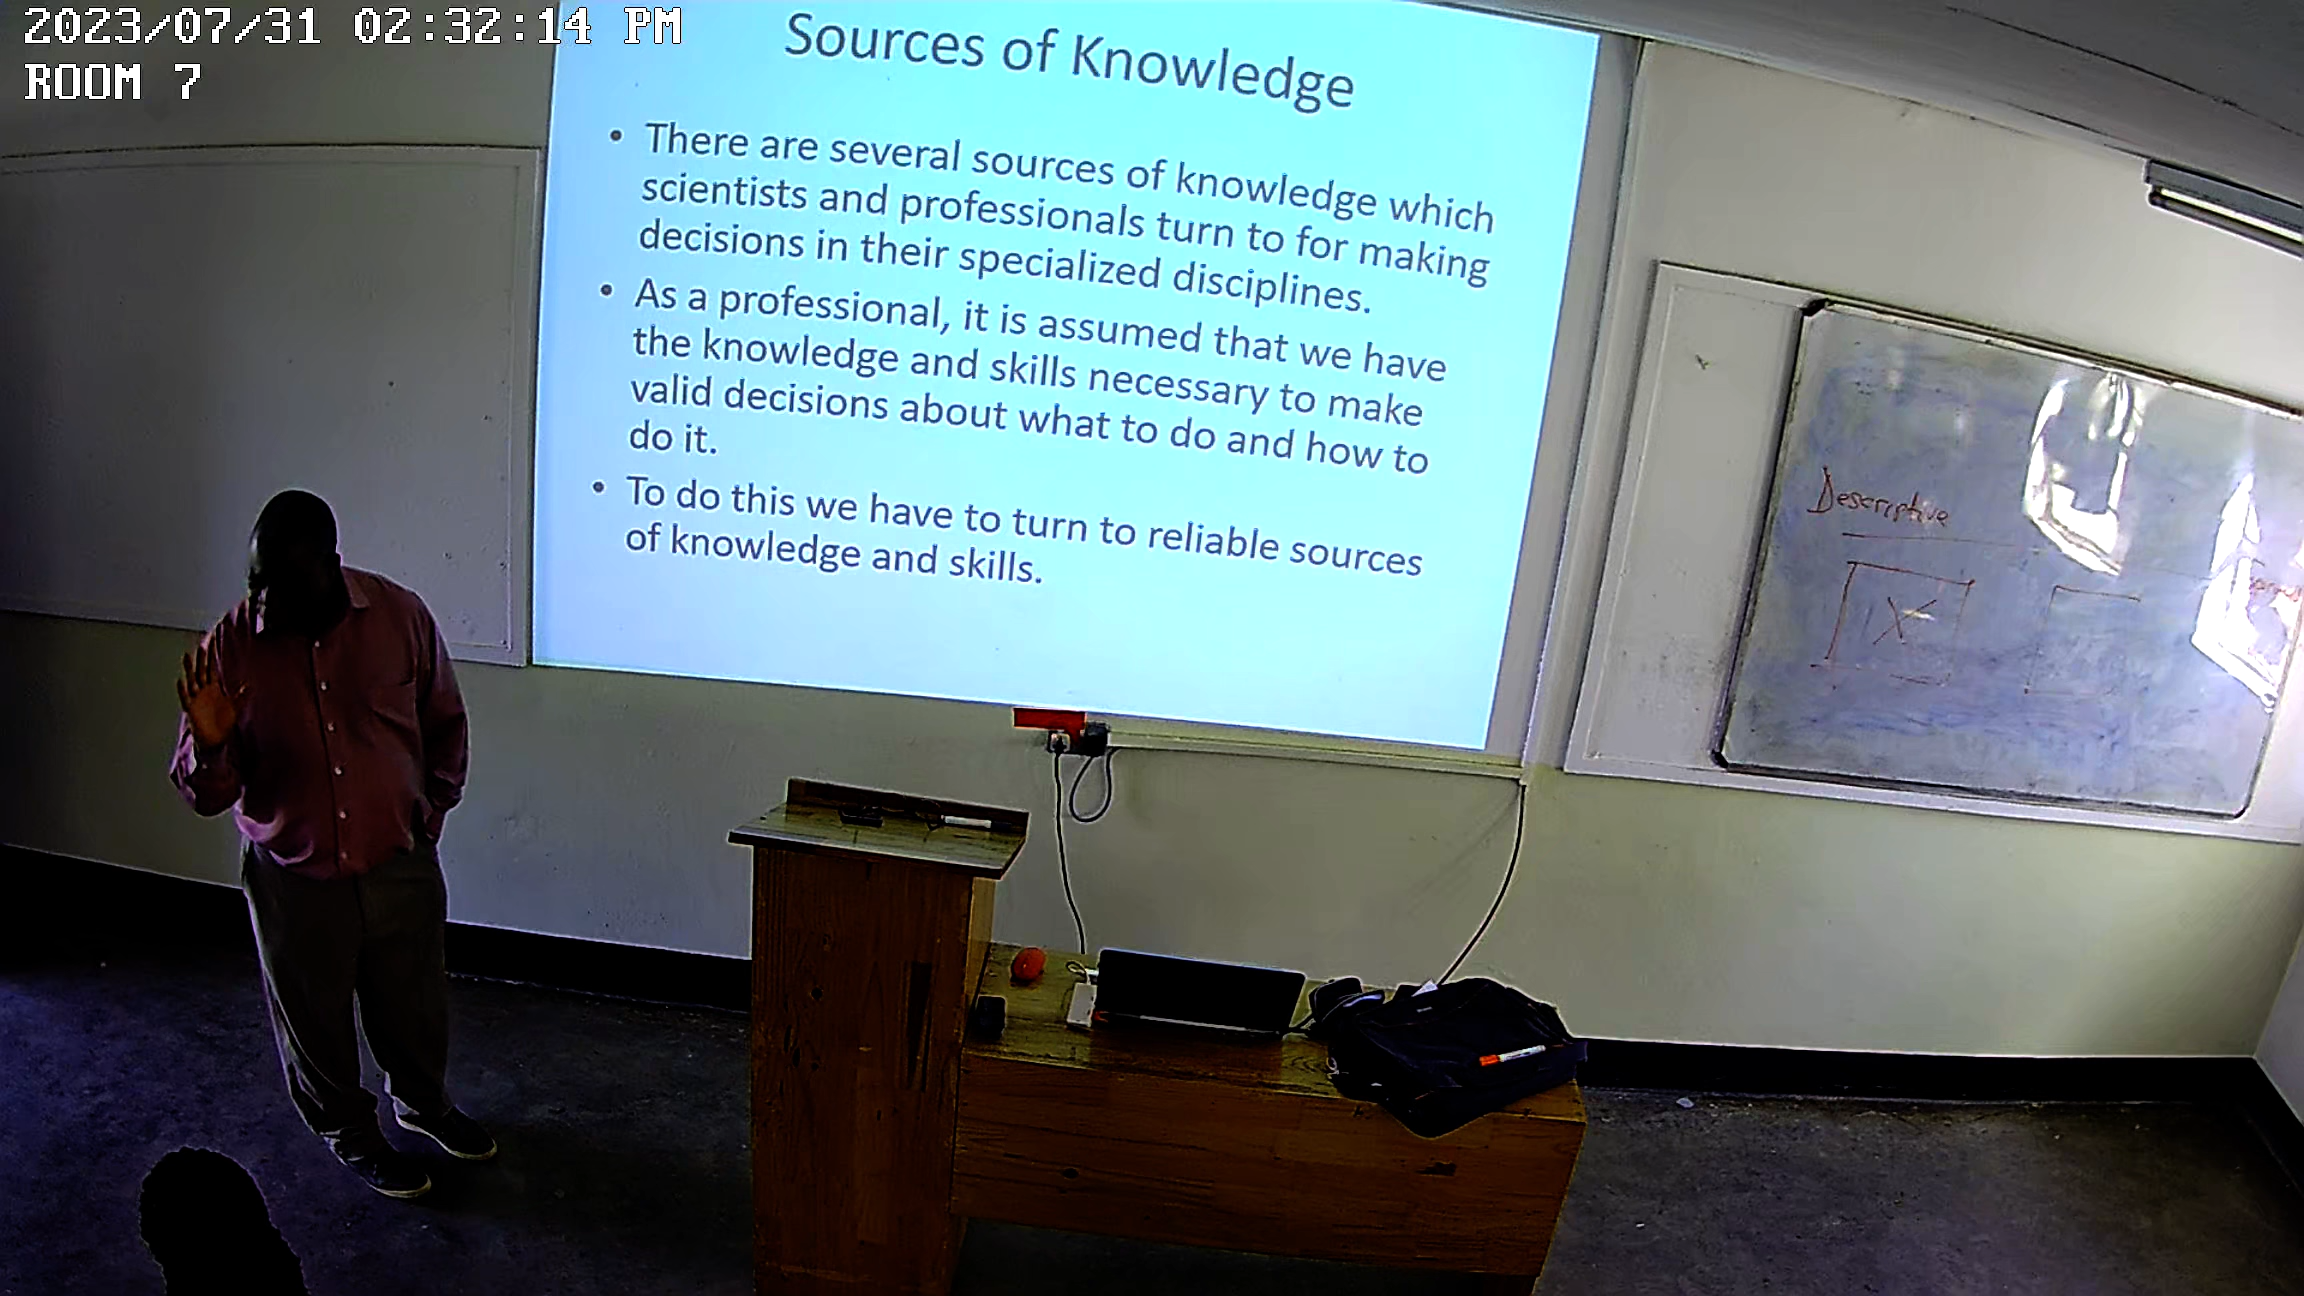 2023/07/31 02:32:14 PM
ROOM 7
Sources of Knowledge
• There are several sources of knowledge which
scientists and professionals turn to for making
decisions in their specialized disciplines.
• As a professional, it is assumed that we have
the knowledge and skills necessary to make
valid decisions about what to do and how to
do it.
• To do this we have to turn to reliable sources
of knowledge and skills.
Descriptive
X